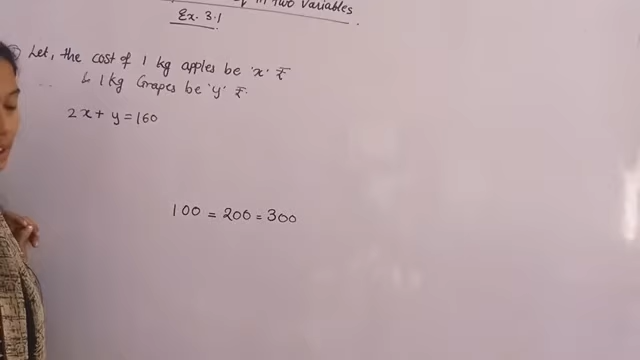 in Two Variables
Ex. 3.1
Let, the cost of 1 kg apples be 'x' ₹
& 1 kg Grapes be 'y' ₹.
2x + y = 160
100 = 200 = 300